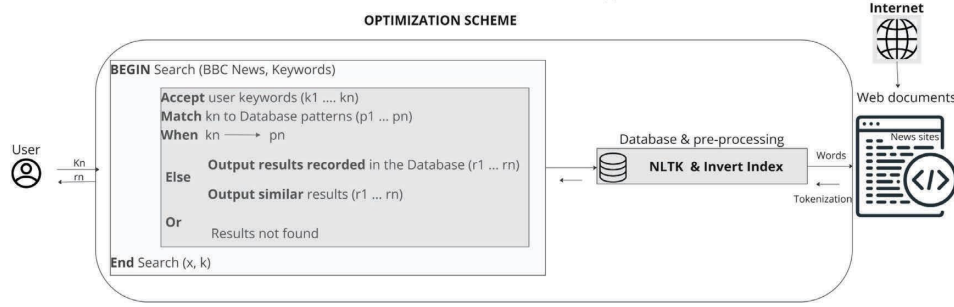 OPTIMIZATION SCHEME
Internet
BEGIN Search (BBC News, Keywords)
Accept user keywords (k1 .... kn)
Match kn to Database patterns (p1 ... pn)
When kn → pn
Output results recorded in the Database (r1 ... rn)
Else
Output similar results (r1 ... rn)
Or
Results not found
End Search (x, k)
User
Kn
rn
Database & pre-processing
NLTK & Invert Index
Words
Tokenization
Web documents
News sites